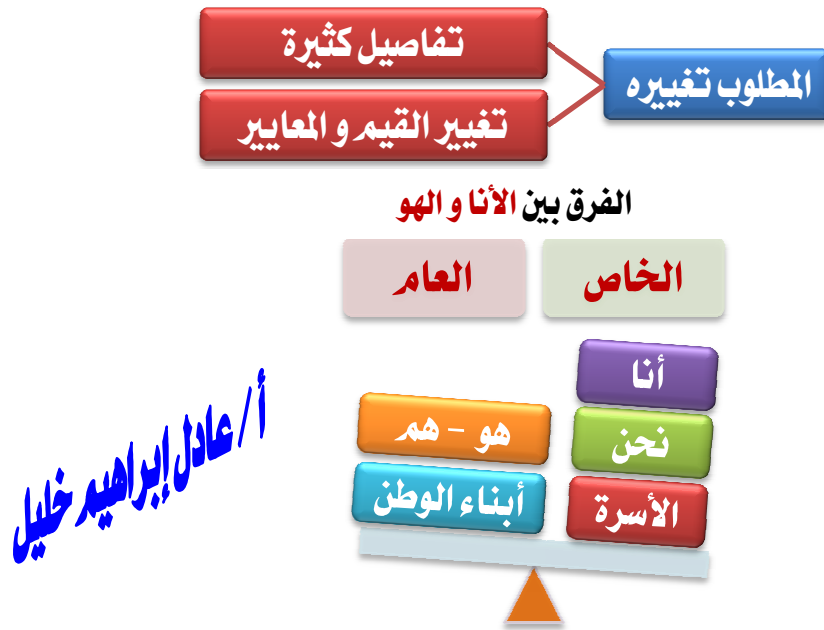 تفاصيل كثيرة
المطلوب تغييره
تغيير القيم و المعايير
الفرق بين الأنا و الهو
الخاص
العام
أنا
نحن
الأسرة
هو - هم
أبناء الوطن
أ / عادل إبراهيم خليل